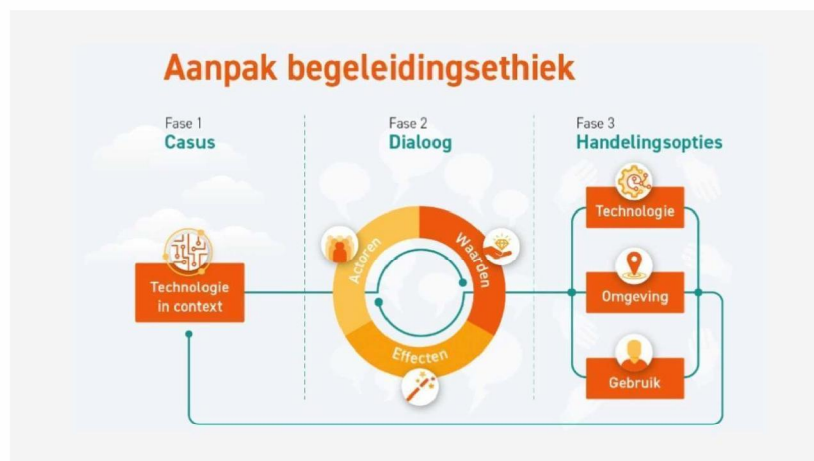 Aanpak begeleidingsethiek
Fase 1
Casus
Fase 2
Dialoog
Fase 3
Handelingsopties
Technologie
in context
Actoren
Waarden
Effecten
Technologie
Omgeving
Gebruik